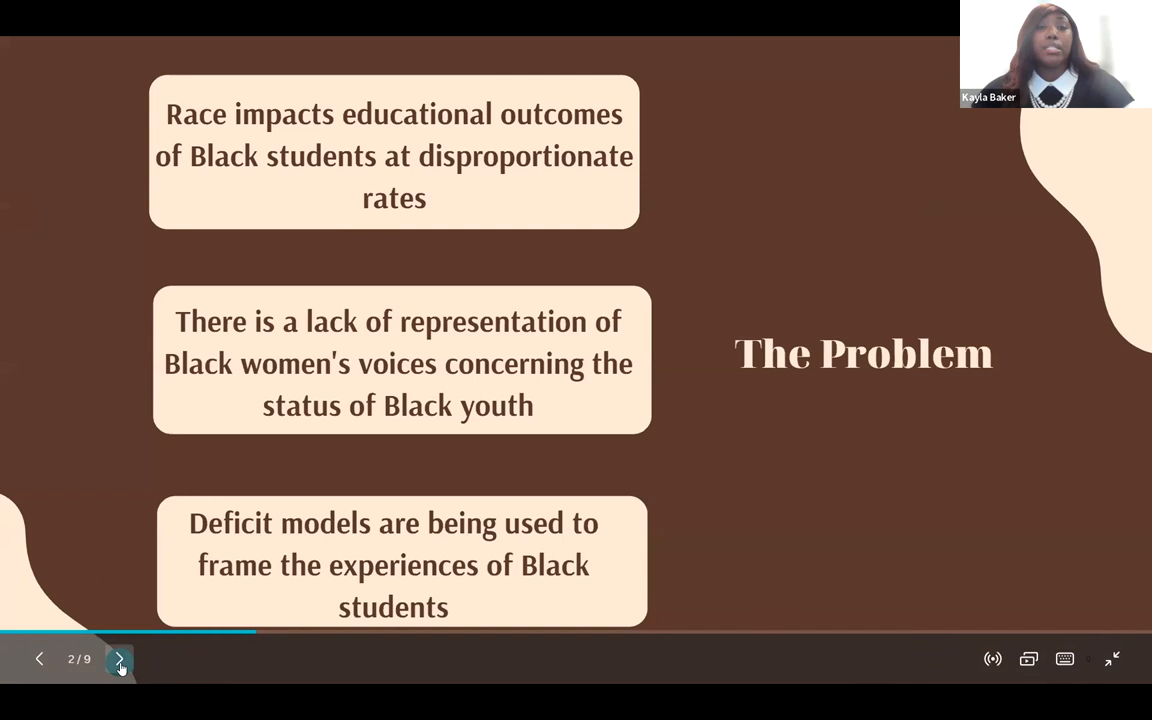 Race impacts educational outcomes
of Black students at disproportionate
rates
There is a lack of representation of
Black women's voices concerning the
status of Black youth
Deficit models are being used to
frame the experiences of Black
students
The Problem
Kayla Baker
2 / 9